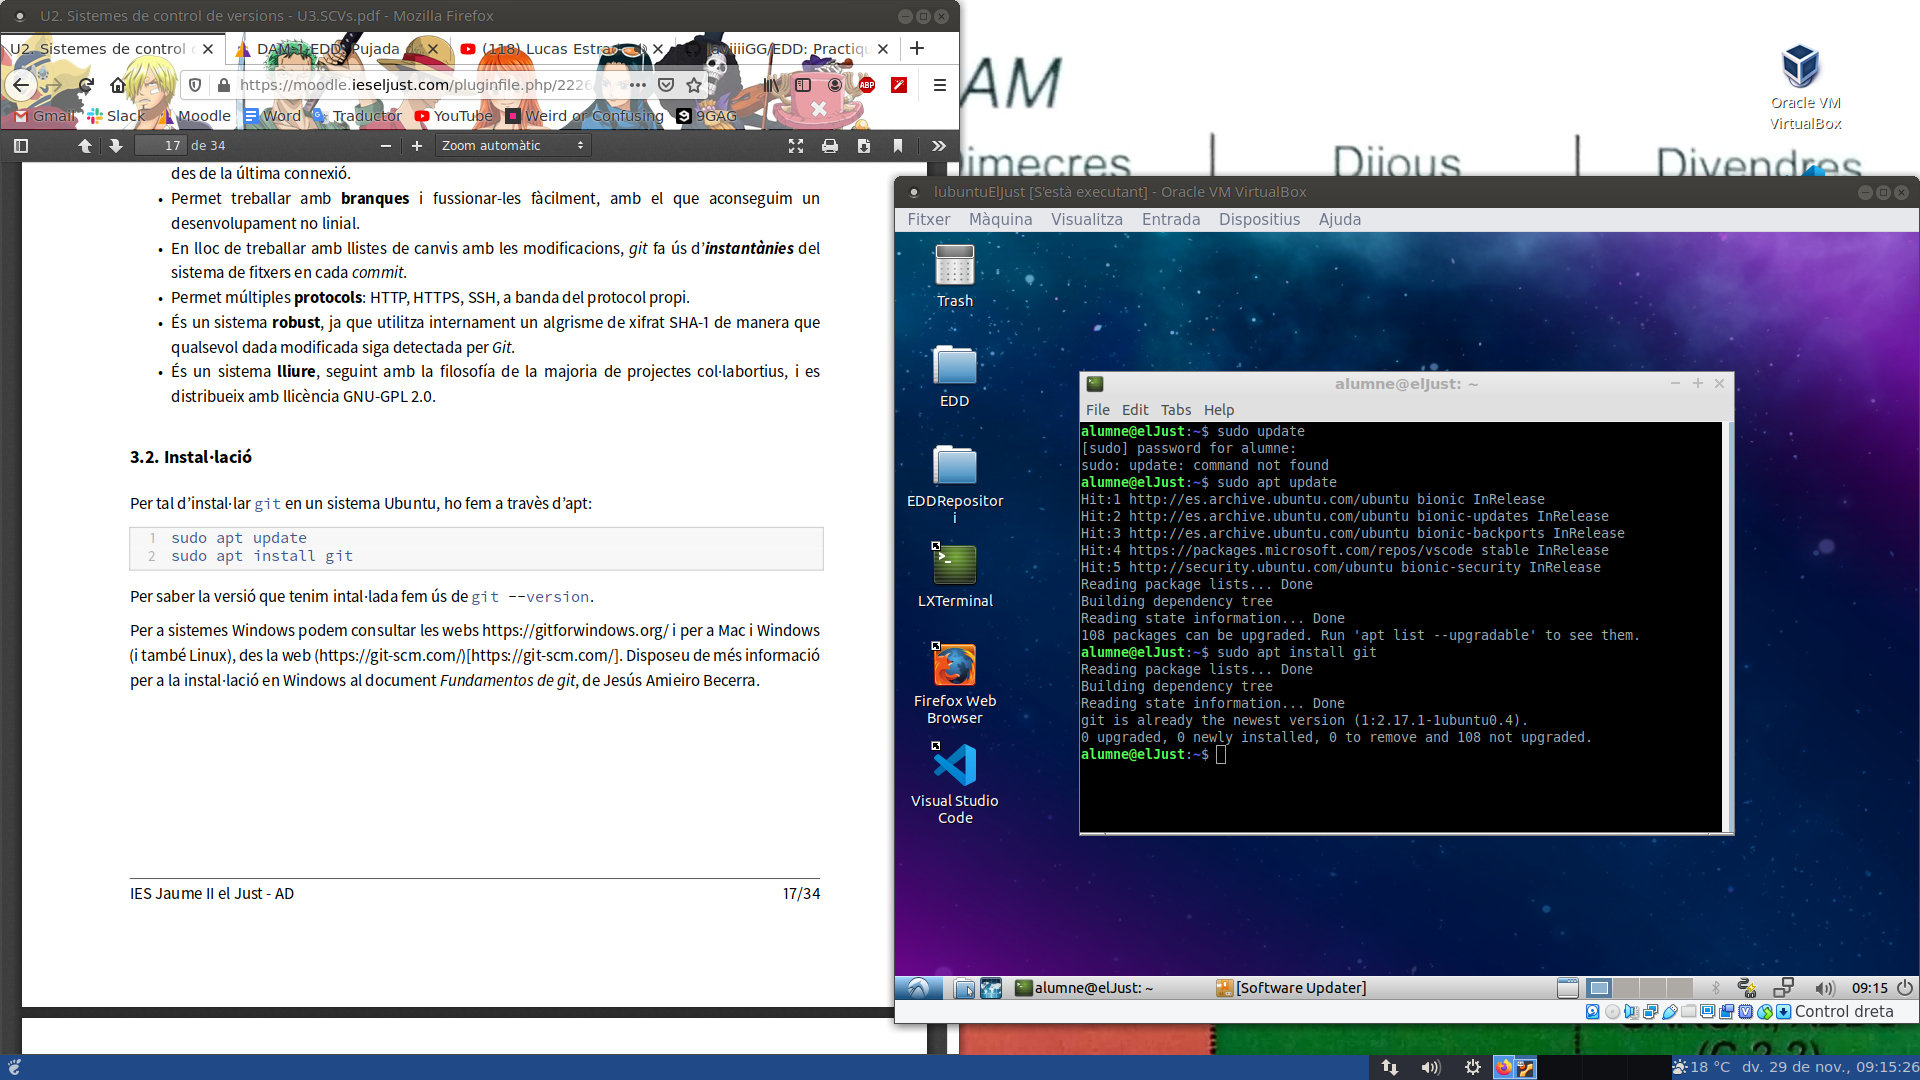 U2. Sistemes de control de versions - U3.SCVs.pdf - Mozilla Firefox
U2. Sistemes de control
DAM-1-EDD: Pujada
(118) Lucas Estrada
EDD: Practiqu
https://moodle.ieseljust.com/pluginfile.php/2226
Gmail
Slack
Moodle
Word
Traductor
YouTube
Weird or Confusing
9GAG
17 de 34
Zoom automàtic
des de la última connexió.
• Permet treballar amb branques i fussionar-les fàcilment, amb el que aconseguim un
desenvolupament no linial.
• En lloc de treballar amb llistes de canvis amb les modificacions, git fa ús d'instantànies del
sistema de fitxers en cada commit.
• Permet múltiples protocols: HTTP, HTTPS, SSH, a banda del protocol propi.
• És un sistema robust, ja que utilitza internament un algrisme de xifrat SHA-1 de manera que
qualsevol dada modificada siga detectada per Git.
• És un sistema lliure, seguint amb la filosofía de la majoria de projectes col·labortius, i es
distribueix amb llicència GNU-GPL 2.0.
3.2. Instal·lació
Per tal d'instal·lar git en un sistema Ubuntu, ho fem a travès d'apt:
1 sudo apt update
2 sudo apt install git
Per saber la versió que tenim intal·lada fem ús de git --version.
Per a sistemes Windows podem consultar les webs https://gitforwindows.org/ i per a Mac i Windows
(i també Linux), des la web (https://git-scm.com/)[https://git-scm.com/]. Disposeu de més informació
per a la instal·lació en Windows al document Fundamentos de git, de Jesús Amieiro Becerra.
IES Jaume II el Just - AD
17/34
AM
Oracle VM
VirtualBox
imecres
Dijous
Divendres
lubuntuElJust [S'està executant] - Oracle VM VirtualBox
Fitxer Màquina Visualitza Entrada Dispositius Ajuda
Trash
EDD
EDDRepositor
i
LXTerminal
Firefox Web
Browser
Visual Studio
Code
alumne@elJust: ~
File Edit Tabs Help
alumne@elJust:~$ sudo update
[sudo] password for alumne:
sudo: update: command not found
alumne@elJust:~$ sudo apt update
Hit:1 http://es.archive.ubuntu.com/ubuntu bionic InRelease
Hit:2 http://es.archive.ubuntu.com/ubuntu bionic-updates InRelease
Hit:3 http://es.archive.ubuntu.com/ubuntu bionic-backports InRelease
Hit:4 https://packages.microsoft.com/repos/vscode stable InRelease
Hit:5 http://security.ubuntu.com/ubuntu bionic-security InRelease
Reading package lists... Done
Building dependency tree
Reading state information... Done
108 packages can be upgraded. Run 'apt list --upgradable' to see them.
alumne@elJust:~$ sudo apt install git
Reading package lists... Done
Building dependency tree
Reading state information... Done
git is already the newest version (1:2.17.1-1ubuntu0.4).
0 upgraded, 0 newly installed, 0 to remove and 108 not upgraded.
alumne@elJust:~$
alumne@elJust: ~
[Software Updater]
09:15
Control dreta
18 °C
dv. 29 de nov., 09:15:26